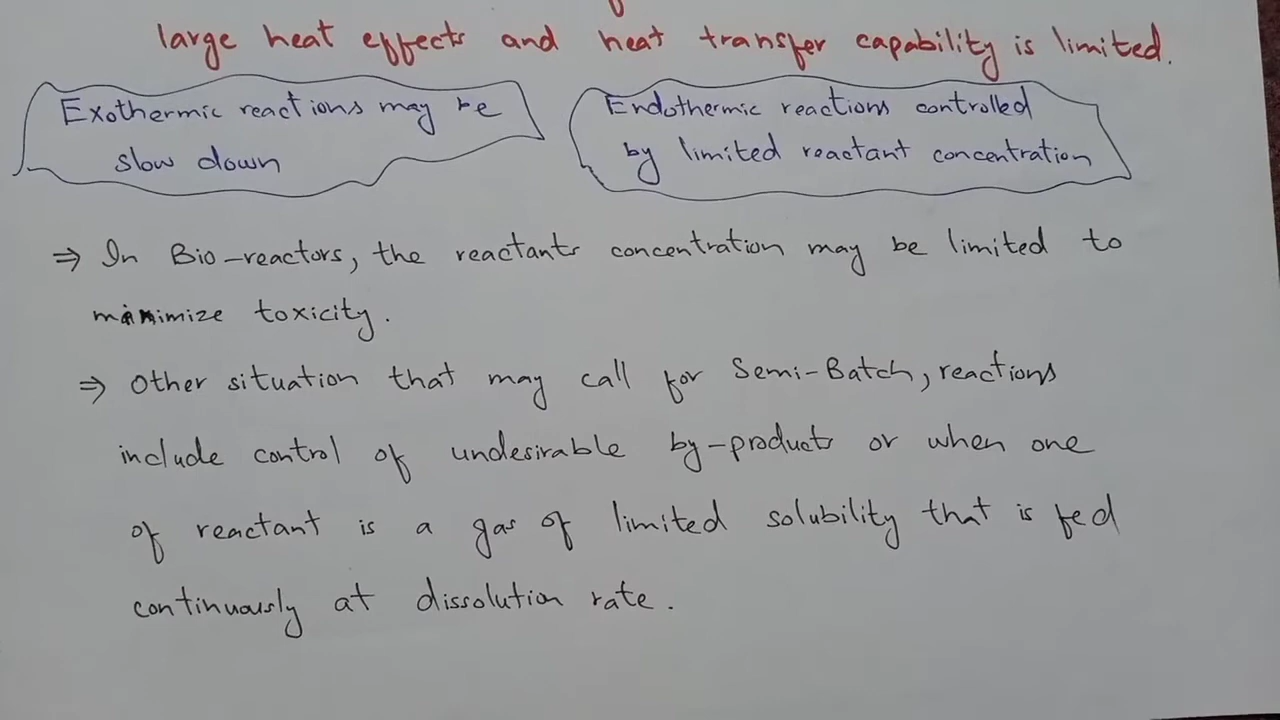 large heat effects and heat transfer capability is limited.
Exothermic reactions may be
slow down
Endothermic reactions controlled
by limited reactant concentration
⇒ In Bio-reactors, the reactants concentration may be limited to
minimize toxicity.
⇒ Other situation that may call for Semi-Batch, reactions
include control of undesirable by-products or when one
of reactant is a gas of limited solubility that is fed
continuously at dissolution rate.